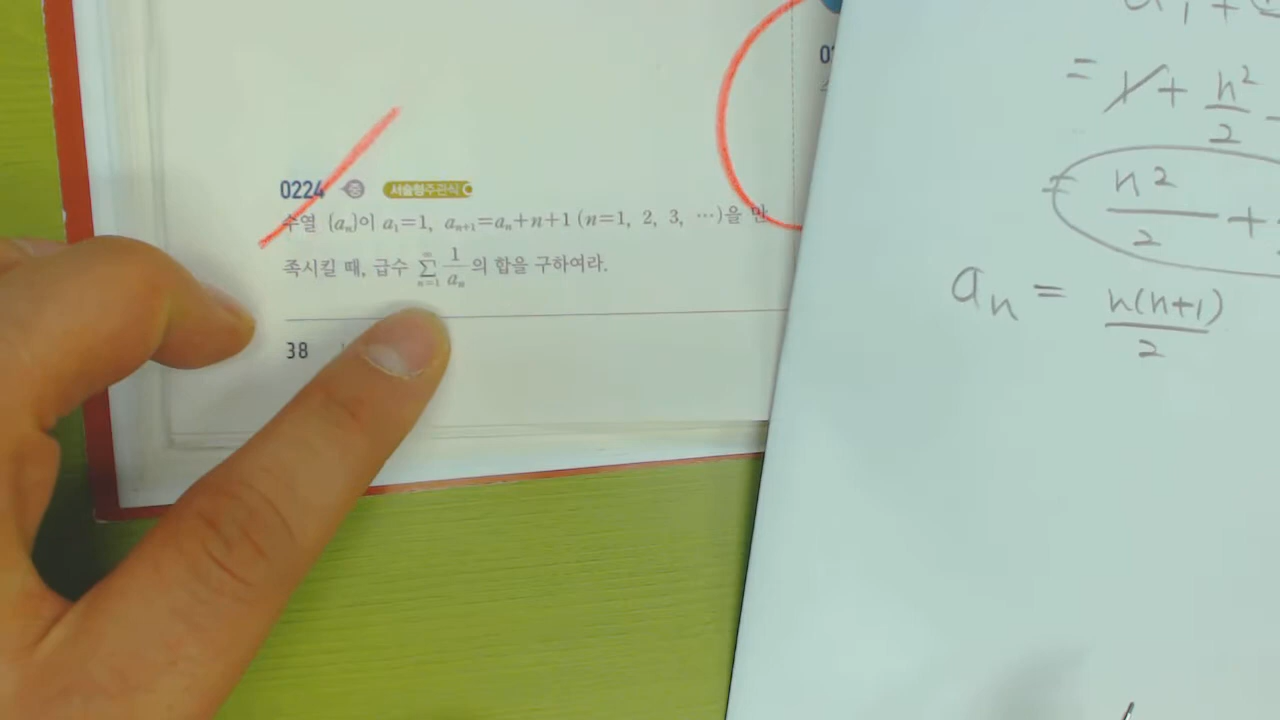 0224 중 서술형주관식
수열 {aₙ}이 a₁=1, aₙ₊₁=aₙ+n+1 (n=1, 2, 3, ⋯)을 만
족시킬 때, 급수 ∑ₙ₌₁^∞ 1/aₙ 의 합을 구하여라.
38
= 1 + n²/2
= n²/2 +
aₙ = n(n+1)/2